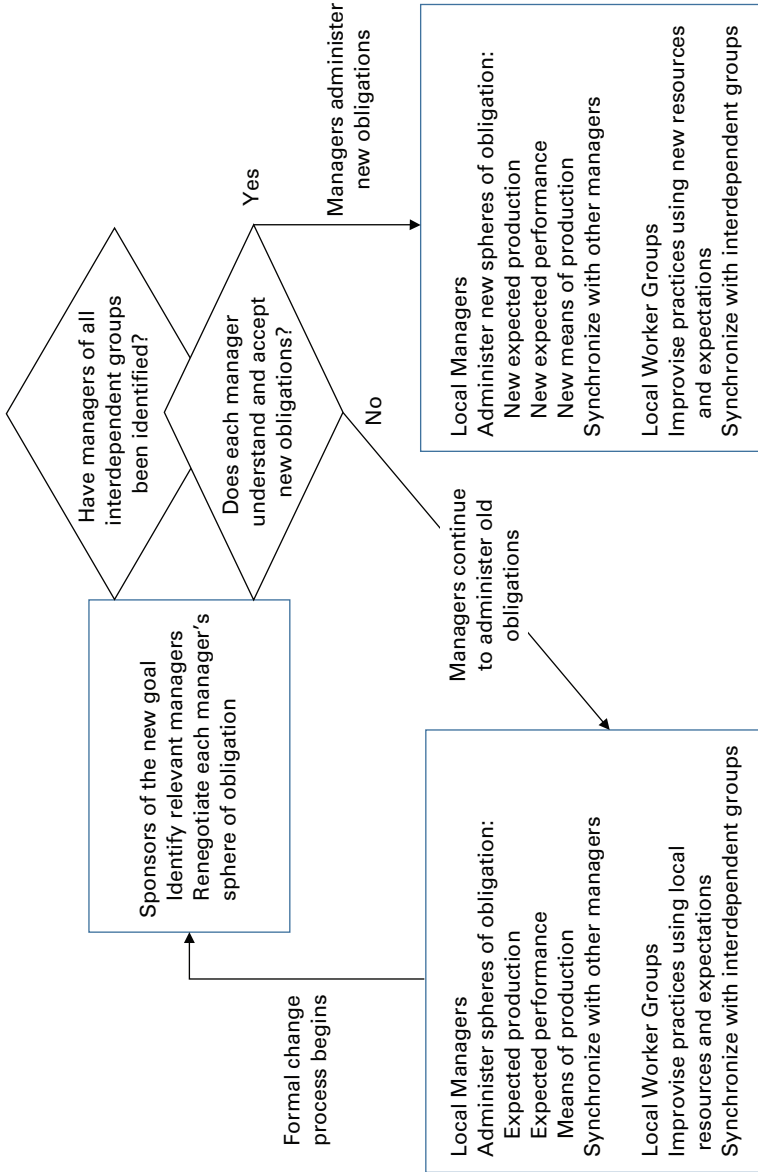 Formal change
process begins
Sponsors of the new goal
Identify relevant managers
Renegotiate each manager's
sphere of obligation
Have managers of all
interdependent groups
been identified?
Does each manager
understand and accept
new obligations?
Yes
No
Managers administer
new obligations
Managers continue
to administer old
obligations
Local Managers
Administer spheres of obligation:
Expected production
Expected performance
Means of production
Synchronize with other managers
Local Worker Groups
Improvise practices using local
resources and expectations
Synchronize with interdependent groups
Local Managers
Administer new spheres of obligation:
New expected production
New expected performance
New means of production
Synchronize with other managers
Local Worker Groups
Improvise practices using new resources
and expectations
Synchronize with interdependent groups